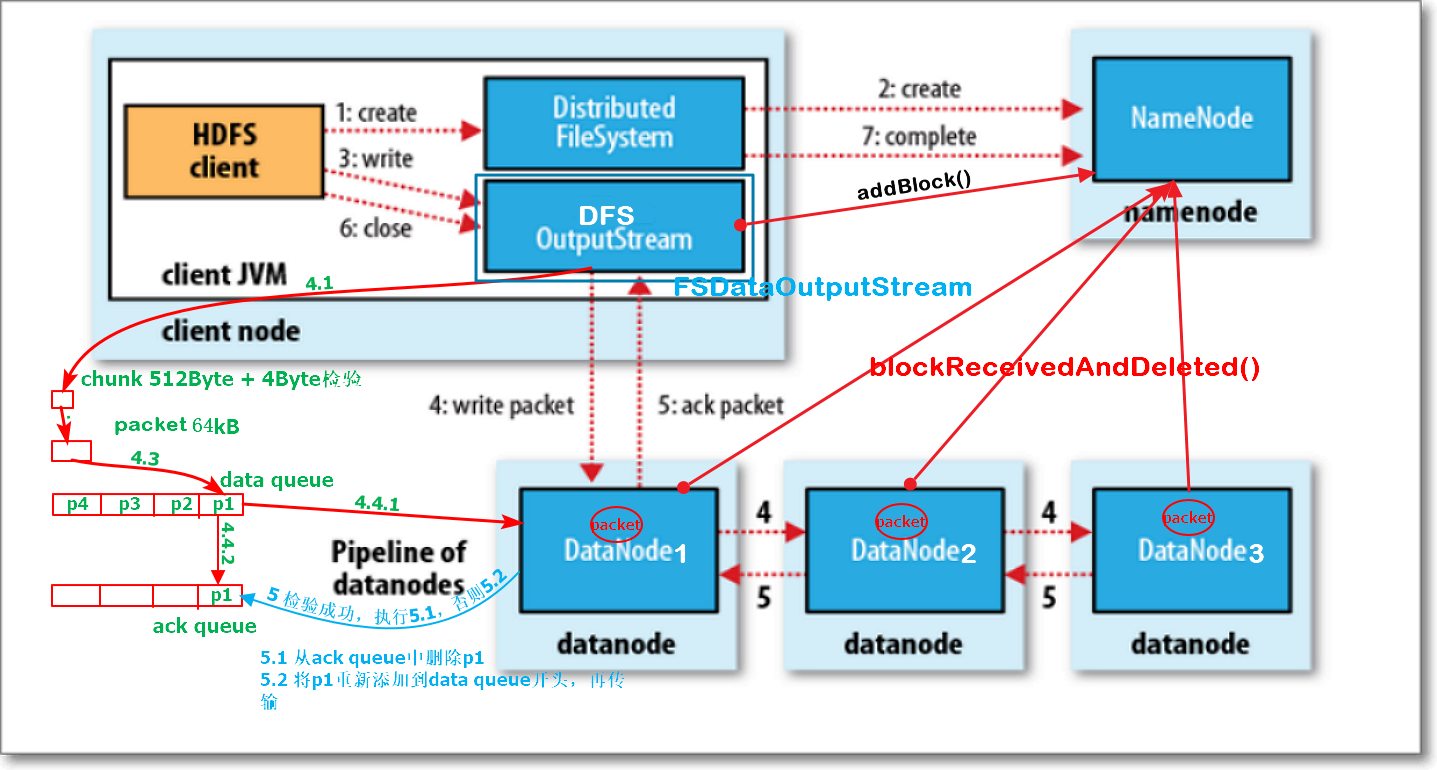 HDFS
client
1: create
3: write
6: close
Distributed
FileSystem
DFS
OutputStream
client JVM
client node
FSDataOutputStream
2: create
7: complete
addBlock()
NameNode
namenode
blockReceivedAndDeleted()
4.1
chunk 512Byte + 4Byte检验
packet 64kB
4.3
data queue
p4 p3 p2 p1
4.4.1
4.4.2
p1
ack queue
4: write packet
5: ack packet
Pipeline of
datanodes
5 检验成功，执行5.1，否则5.2
5.1 从ack queue中删除p1
5.2 将p1重新添加到data queue开头，再传
输
packet
DataNode1
datanode
4
5
packet
DataNode2
datanode
4
5
packet
DataNode3
datanode